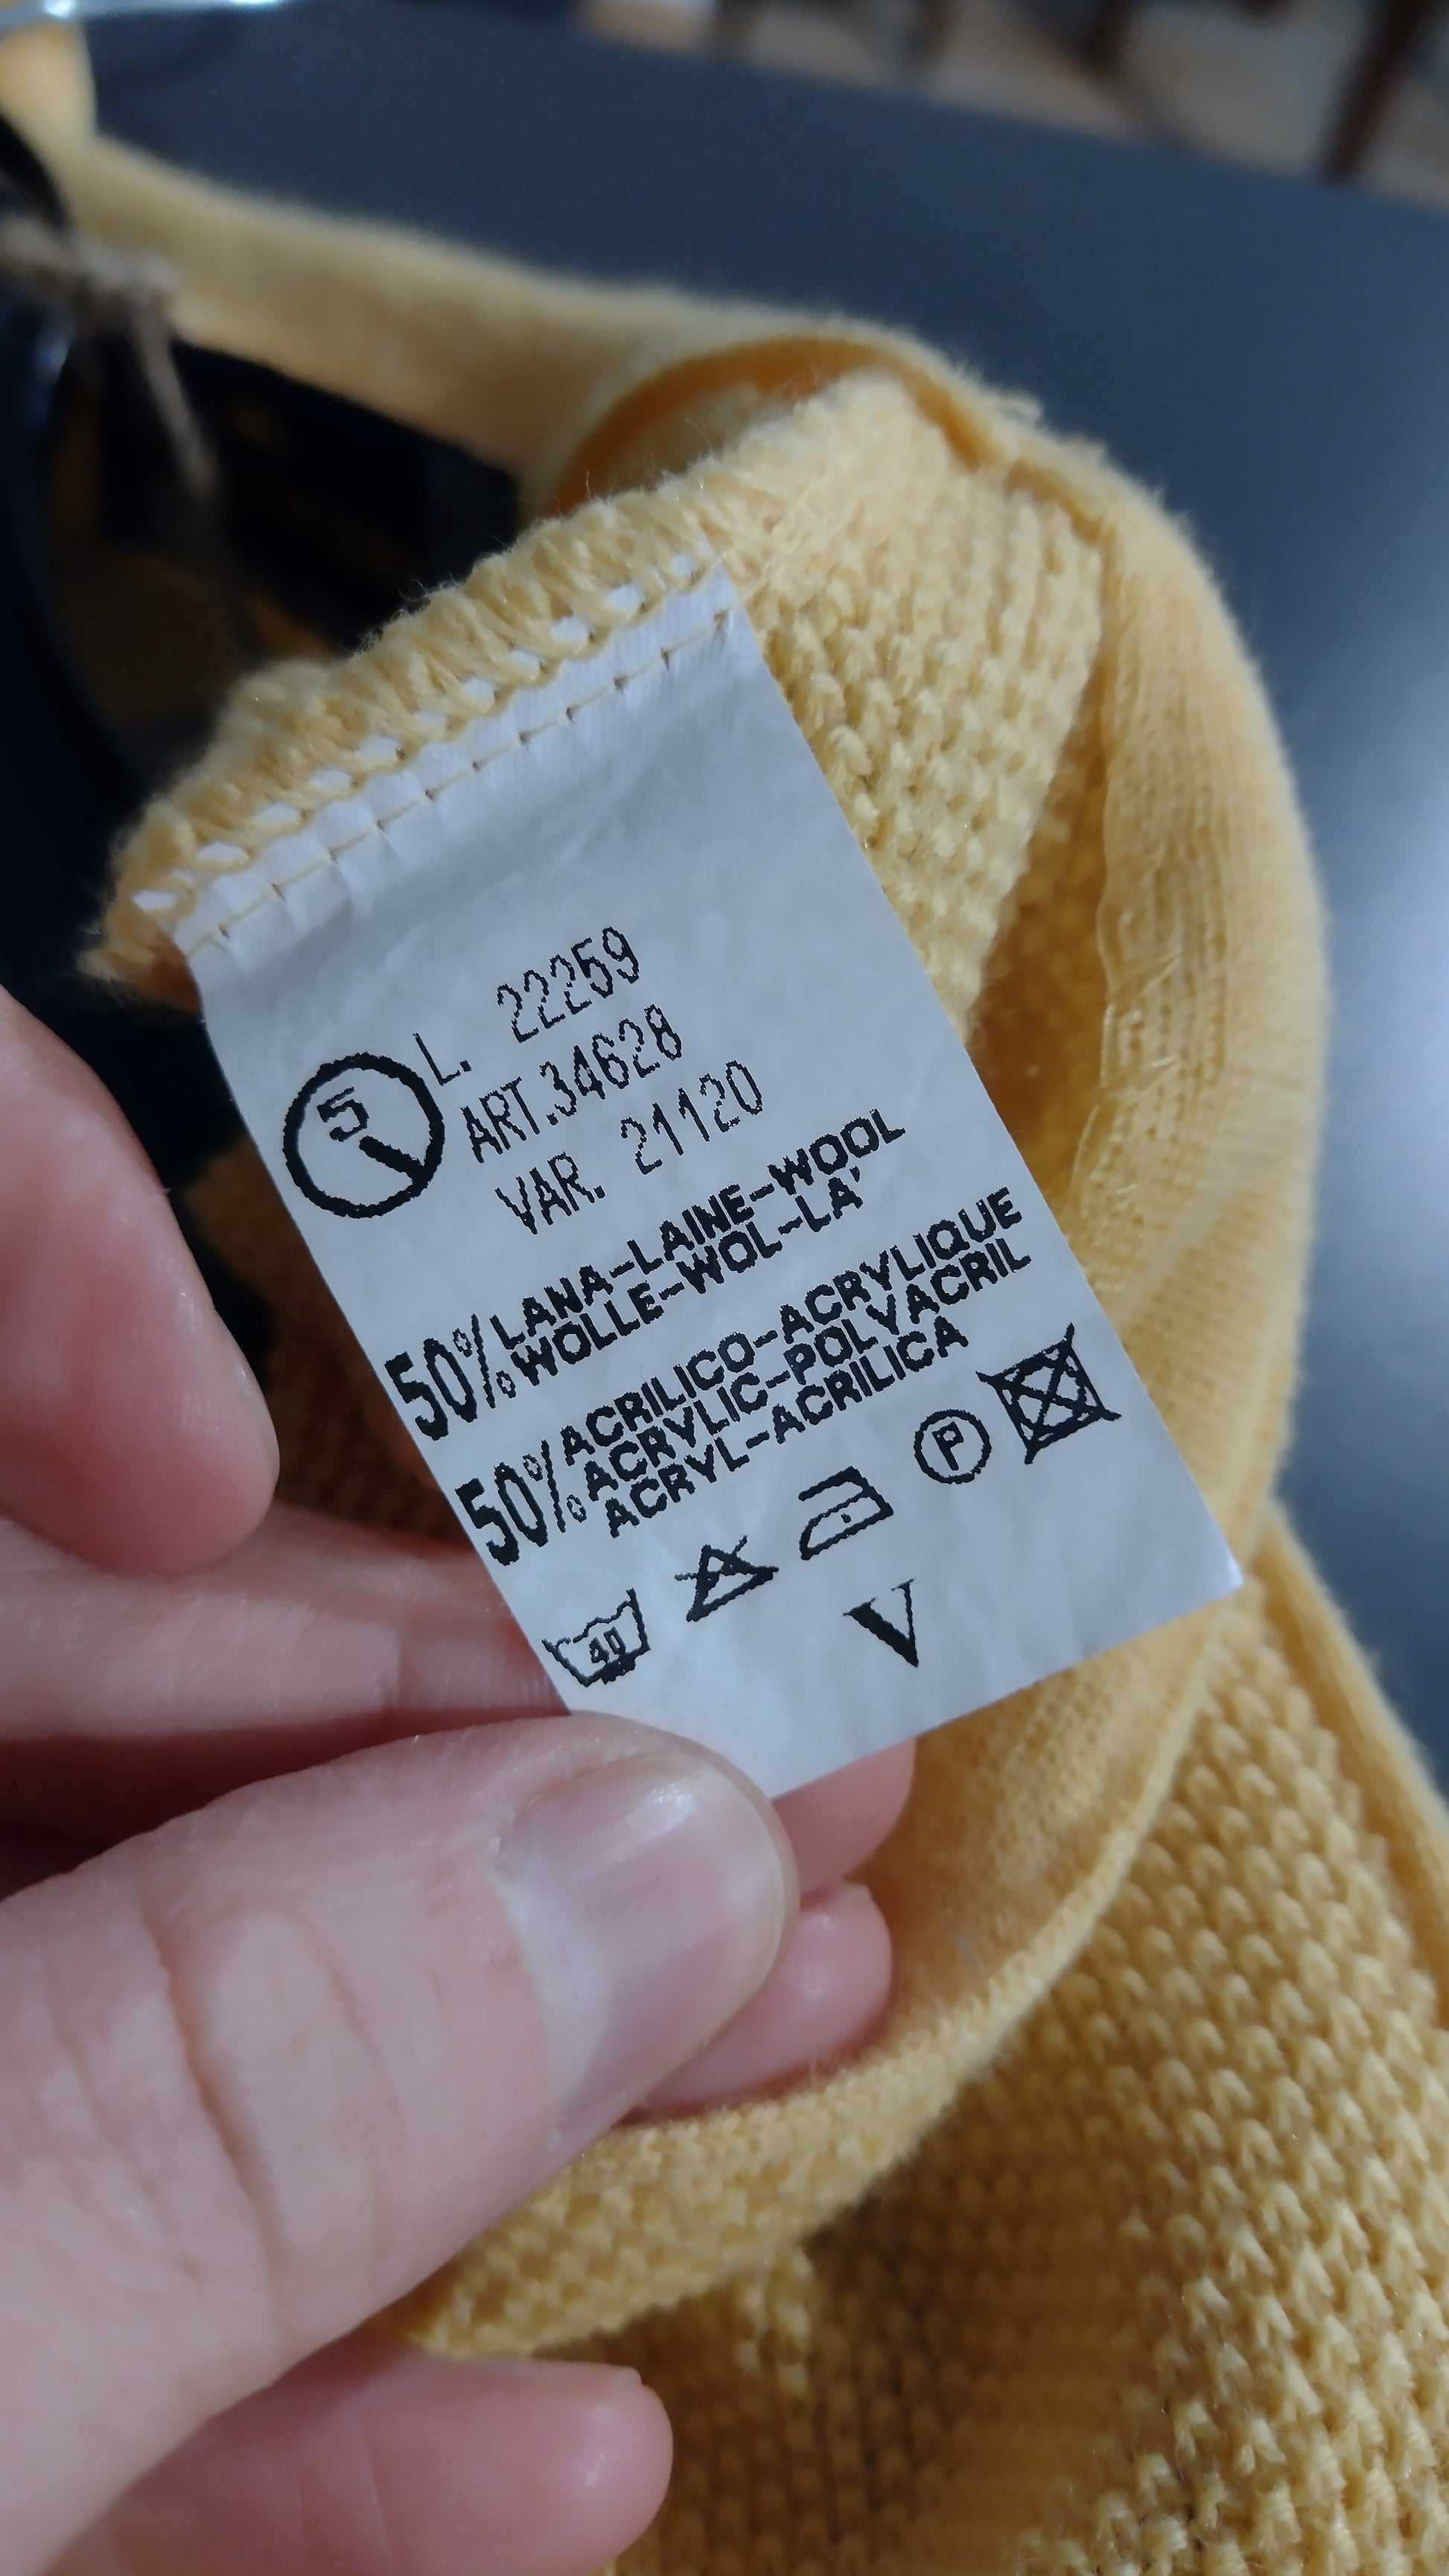 5
L. 22259
ART.34628
VAR. 21120
50% LANA-LAINE-WOOL
WOLLE-WOL-LA'
50% ACRILICO-ACRYLIQUE
ACRYLIC-POLYACRIL
ACRYL-ACRILICA
40
P
V